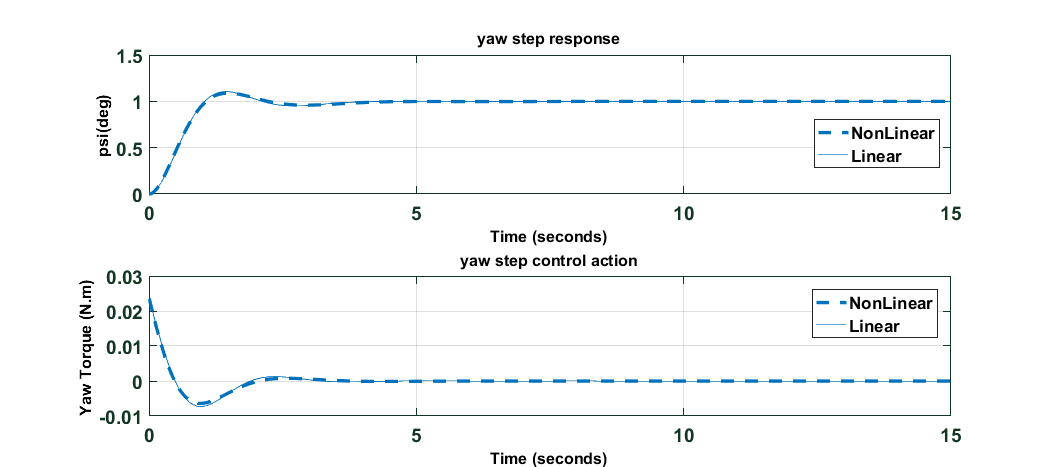 yaw step response
1.5
1
0.5
0
psi(deg)
NonLinear
Linear
0 5 10 15
Time (seconds)
yaw step control action
0.03
0.02
0.01
0
-0.01
Yaw Torque (N.m)
NonLinear
Linear
0 5 10 15
Time (seconds)